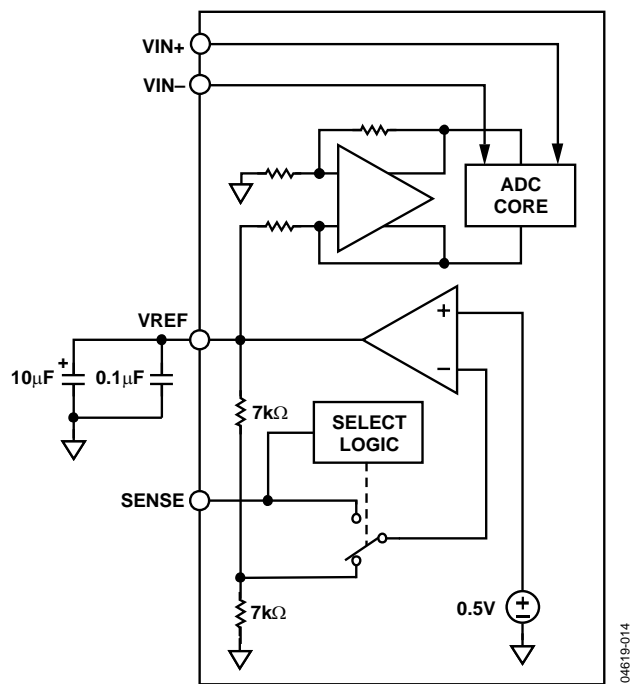 VIN+
VIN–
ADC
CORE
VREF
+
–
+
10µF
0.1µF
7kΩ
SELECT
LOGIC
SENSE
7kΩ
0.5V
+
–
04619-014